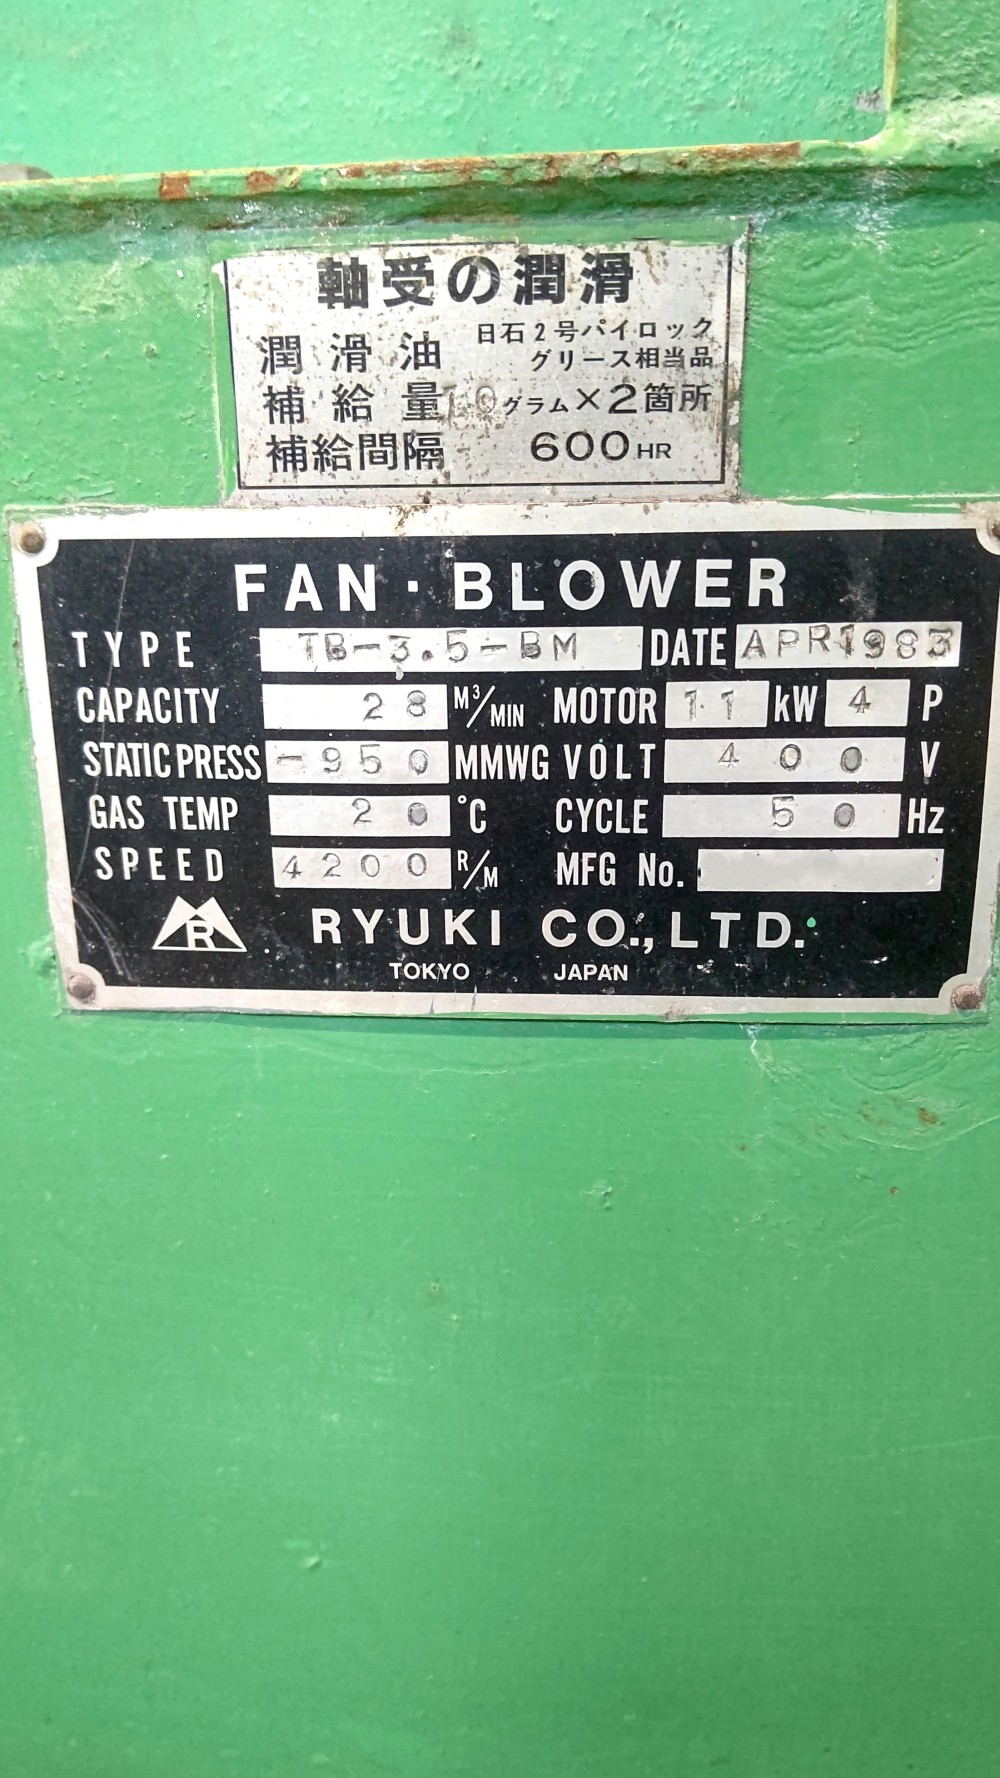 軸受の潤滑
潤滑油 日石2号パイロック
グリース相当品
補給量 10グラム×2箇所
補給間隔 600HR
FAN・BLOWER
TYPE TB-3.5-BM DATE APR1983
CAPACITY 28 M³/MIN MOTOR 11 kW 4 P
STATIC PRESS -950 MMWG VOLT 400 V
GAS TEMP 20 °C CYCLE 50 Hz
SPEED 4200 R/M MFG No.
R RYUKI CO., LTD.
TOKYO JAPAN